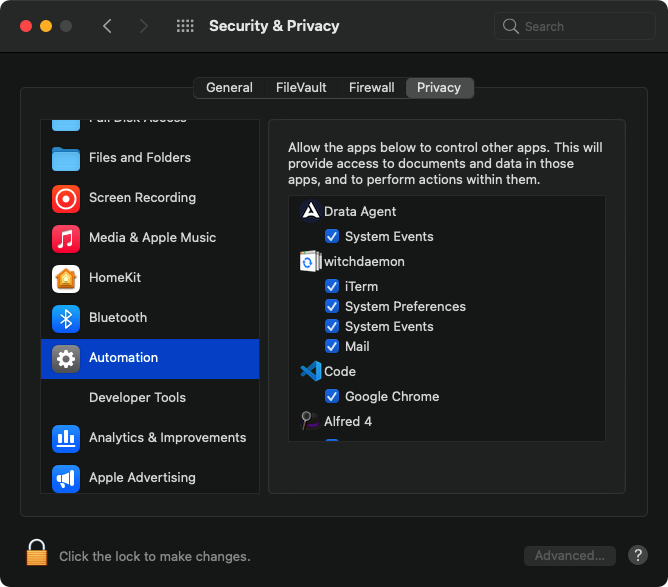 Security & Privacy
Search
General
FileVault
Firewall
Privacy
Full Disk Access
Files and Folders
Screen Recording
Media & Apple Music
HomeKit
Bluetooth
Automation
Developer Tools
Analytics & Improvements
Apple Advertising
Allow the apps below to control other apps. This will
provide access to documents and data in those
apps, and to perform actions within them.
Drata Agent
System Events
witchdaemon
iTerm
System Preferences
System Events
Mail
Code
Google Chrome
Alfred 4
Click the lock to make changes.
Advanced...
?